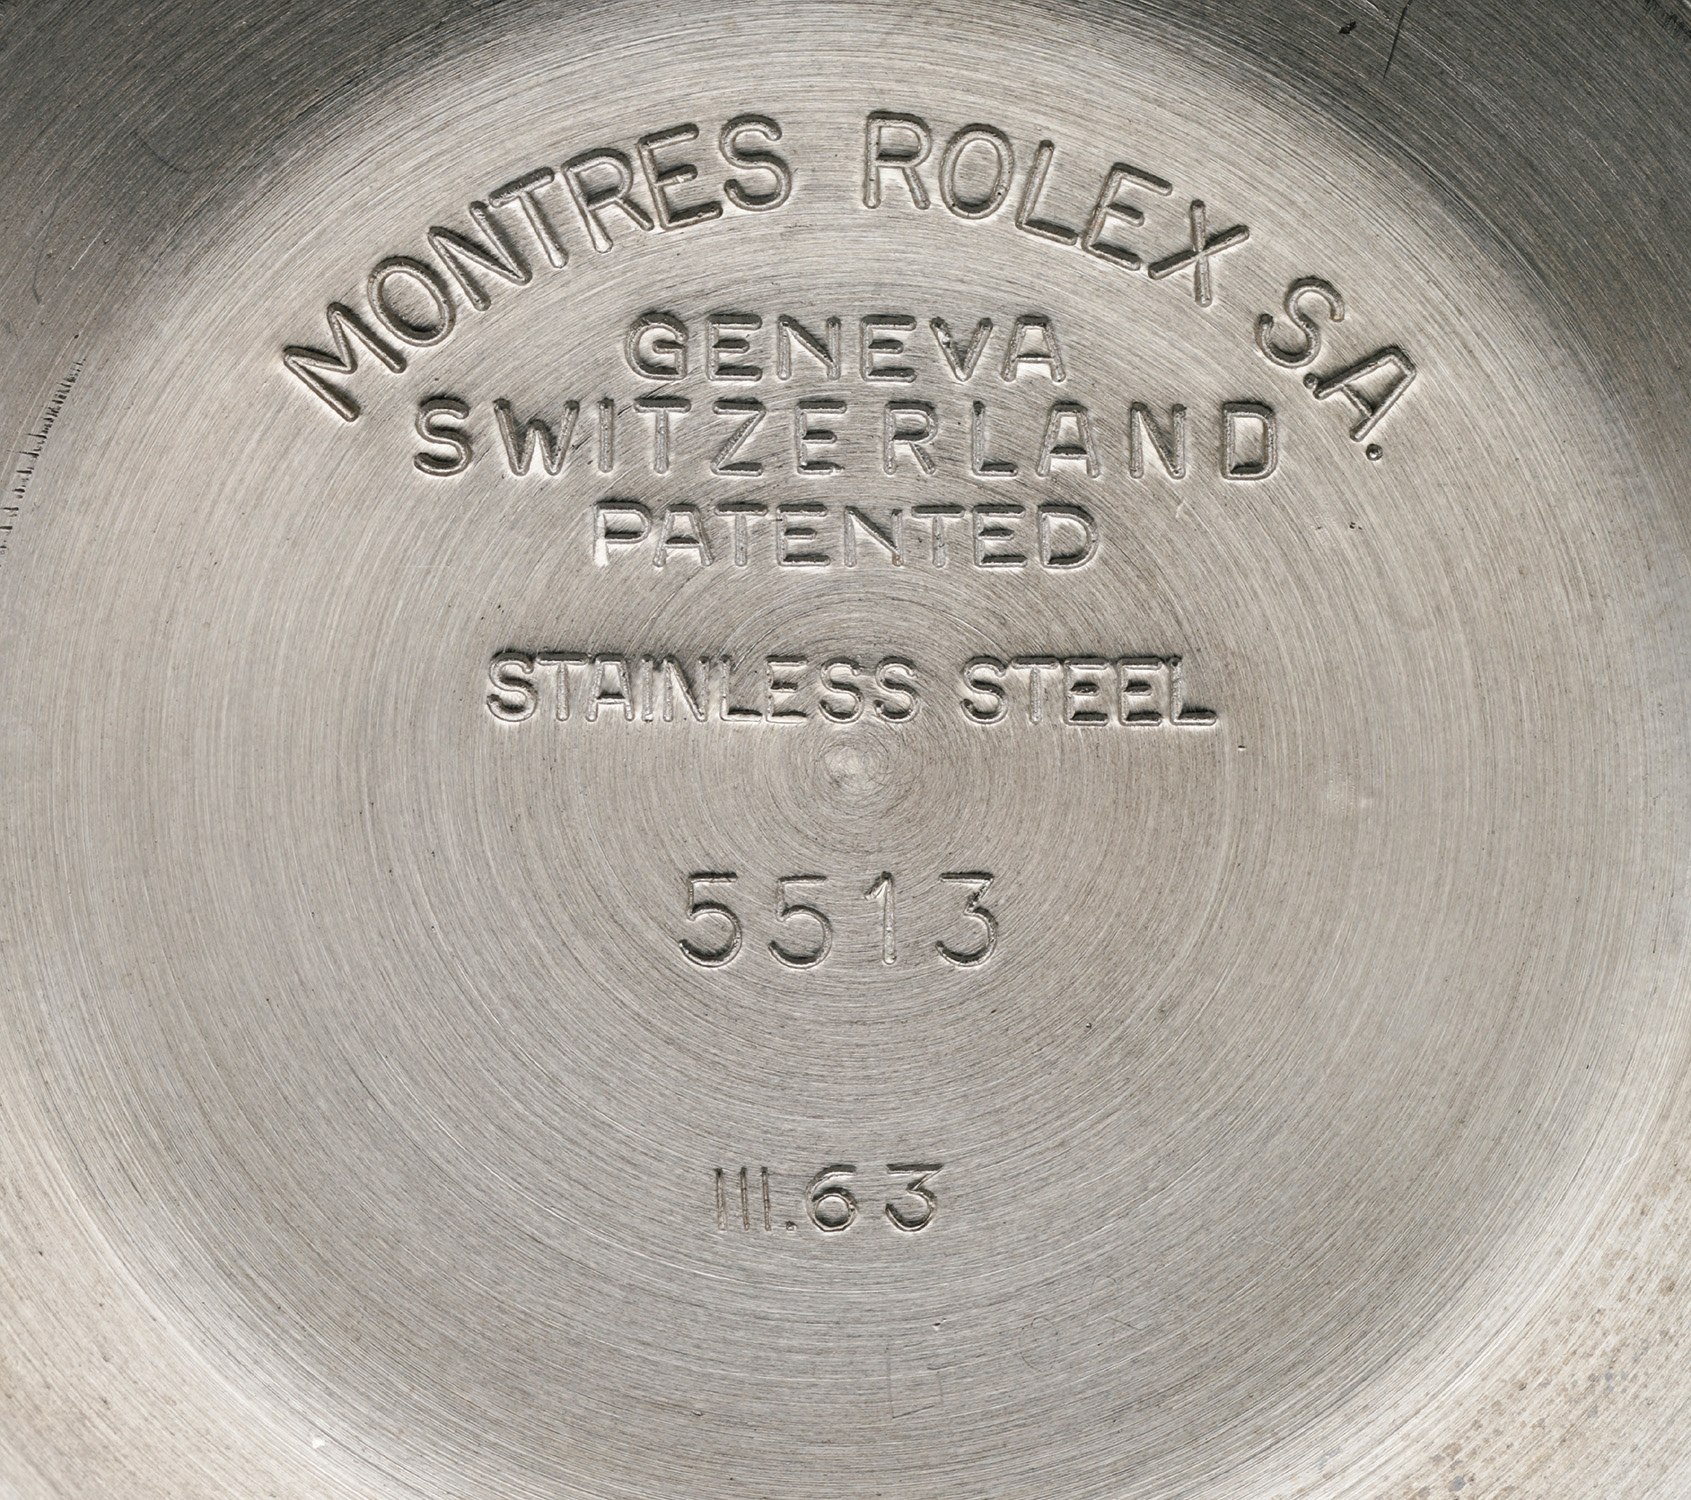 MONTRES ROLEX S.A.
GENEVA
SWITZERLAND
PATENTED
STAINLESS STEEL
5513
III.63